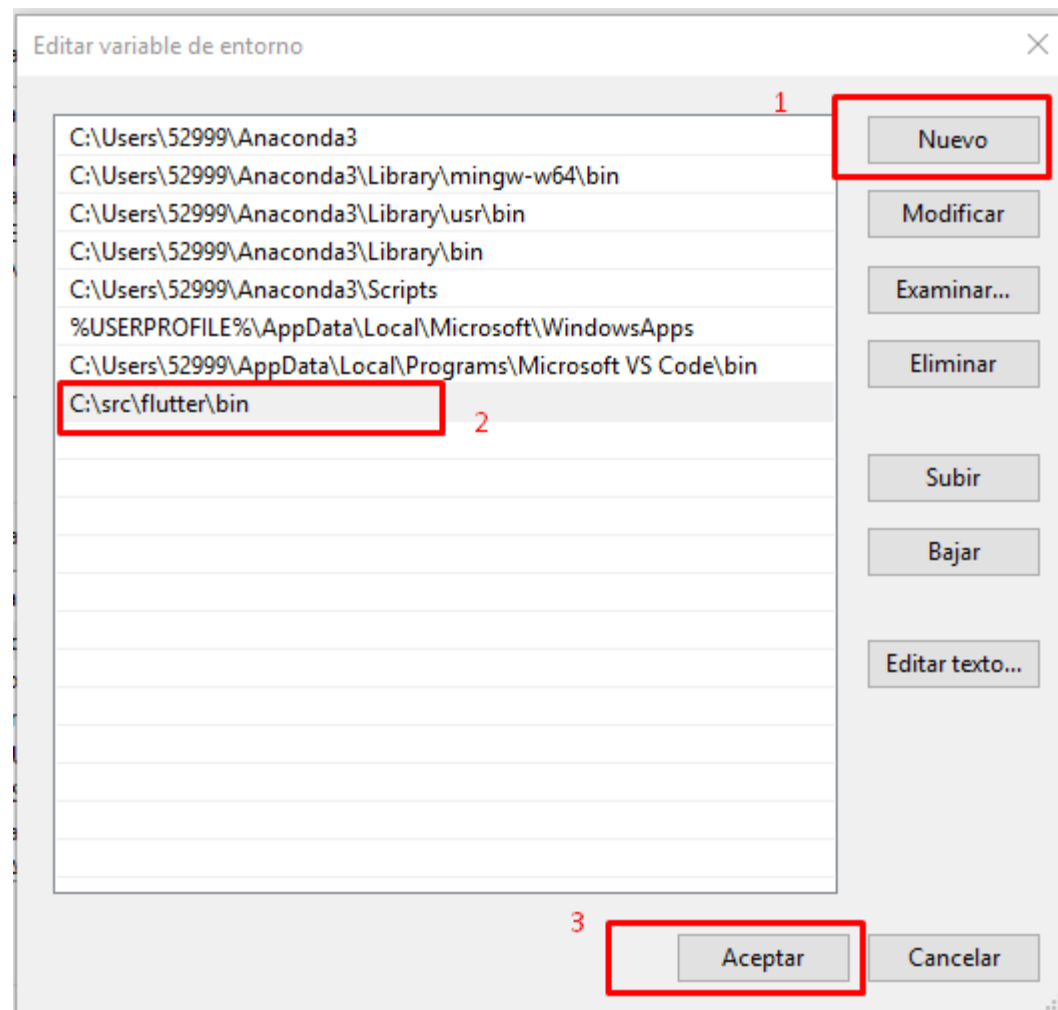 Editar variable de entorno
1
C:\Users\52999\Anaconda3
Nuevo
C:\Users\52999\Anaconda3\Library\mingw-w64\bin
C:\Users\52999\Anaconda3\Library\usr\bin
Modificar
C:\Users\52999\Anaconda3\Library\bin
C:\Users\52999\Anaconda3\Scripts
Examinar...
%USERPROFILE%\AppData\Local\Microsoft\WindowsApps
C:\Users\52999\AppData\Local\Programs\Microsoft VS Code\bin
Eliminar
C:\src\flutter\bin
2
Subir
Bajar
Editar texto...
3
Aceptar
Cancelar